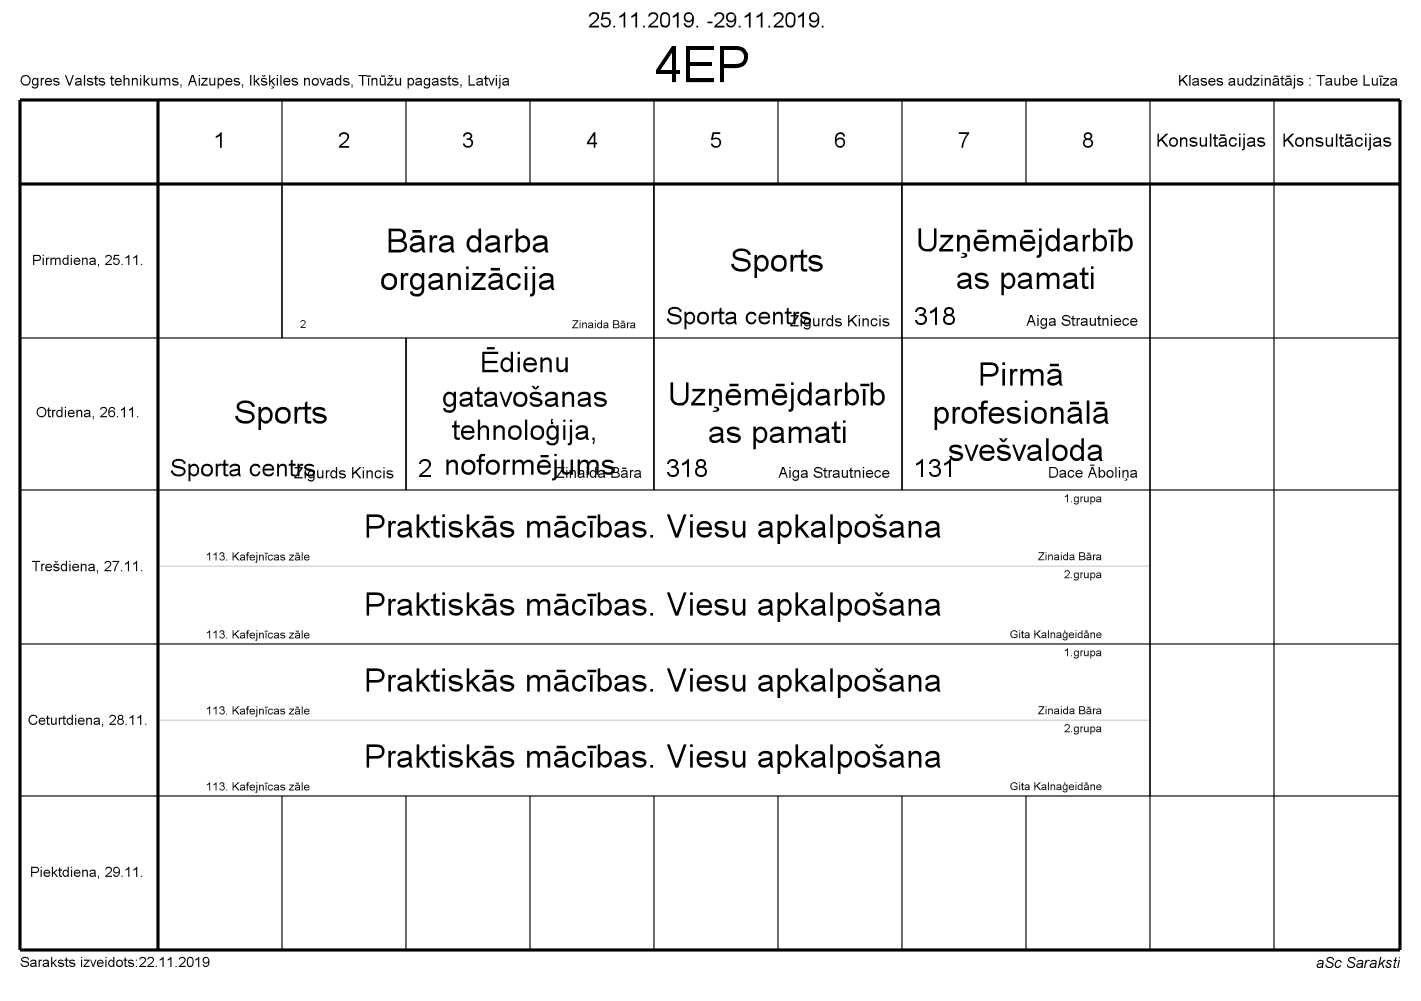 25.11.2019. -29.11.2019.
4EP
Ogres Valsts tehnikums, Aizupes, Ikšķiles novads, Tīnūžu pagasts, Latvija
Klases audzinātājs : Taube Luīza
1 2 3 4 5 6 7 8 Konsultācijas Konsultācijas
Pirmdiena, 25.11.
Bāra darba
organizācija
2 Zinaida Bāra
Sports
Sporta centrs Zigurds Kincis
Uzņēmējdarbīb
as pamati
318 Aiga Strautniece
Otrdiena, 26.11.
Sports
Sporta centrs Zigurds Kincis
Ēdienu
gatavošanas
tehnoloģija,
noformējums
2 Zinaida Bāra
Uzņēmējdarbīb
as pamati
318 Aiga Strautniece
Pirmā
profesionālā
svešvaloda
131 Dace Āboliņa
Trešdiena, 27.11.
1.grupa
Praktiskās mācības. Viesu apkalpošana
113. Kafejnīcas zāle Zinaida Bāra
2.grupa
Praktiskās mācības. Viesu apkalpošana
113. Kafejnīcas zāle Gita Kalnaģeidāne
Ceturtdiena, 28.11.
1.grupa
Praktiskās mācības. Viesu apkalpošana
113. Kafejnīcas zāle Zinaida Bāra
2.grupa
Praktiskās mācības. Viesu apkalpošana
113. Kafejnīcas zāle Gita Kalnaģeidāne
Piektdiena, 29.11.
Saraksts izveidots:22.11.2019
aSc Saraksti